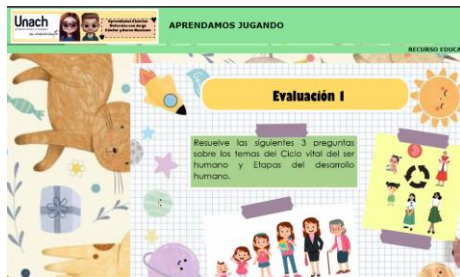 Unach
APRENDAMOS JUGANDO
RECURSO EDUCA
Evaluación 1
Resuelve las siguientes 3 preguntas
sobre los temas del Ciclo vital del ser
humano y Etapas del desarrollo
humano.